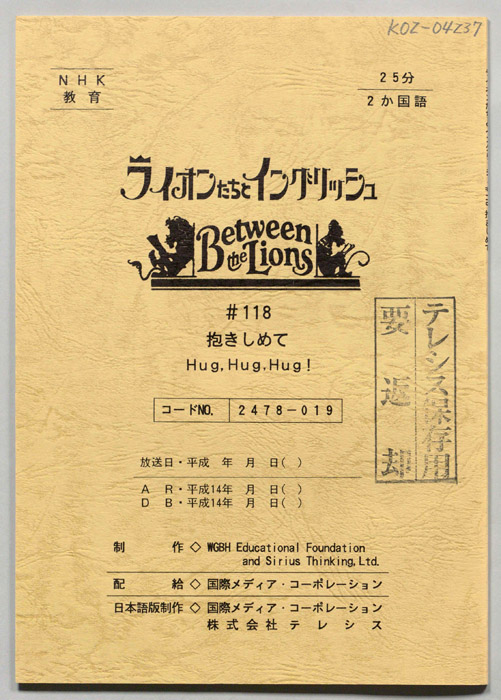 KOZ-04237
NHK
教育
25分
2か国語
ライオンたちとイングリッシュ
Between
the Lions
#118
抱きしめて
Hug,Hug,Hug!
コードNO. 2478-019
テレシス保存用
要返却
放送日・平成 年 月 日( )
A R・平成14年 月 日( )
D B・平成14年 月 日( )
制 作◇ WGBH Educational Foundation
and Sirius Thinking,Ltd.
配 給◇ 国際メディア・コーポレーション
日本語版制作◇ 国際メディア・コーポレーション
株式会社テレシス